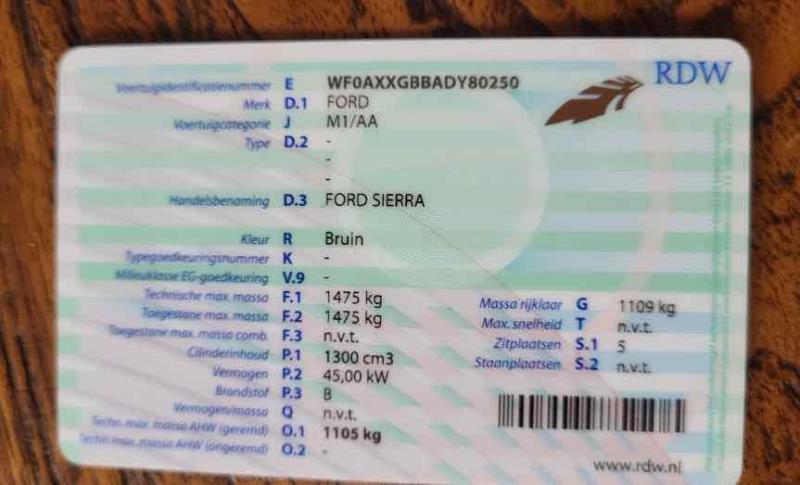 RDW
Voertuigidentificatienummer E WF0AXXGBBADY80250
Merk D.1 FORD
Voertuigcategorie J M1/AA
Type D.2 -
-
-
Handelsbenaming D.3 FORD SIERRA
Kleur R Bruin
Typegoedkeuringsnummer K -
Milieuklasse EG-goedkeuring V.9 -
Technische max. massa F.1 1475 kg
Toegestane max. massa F.2 1475 kg
Toegestane max. massa comb. F.3 n.v.t.
Cilinderinhoud P.1 1300 cm3
Vermogen P.2 45,00 kW
Brandstof P.3 B
Vermogen/massa Q n.v.t.
Techn. max. massa AHW (geremd) O.1 1105 kg
Techn. max. massa AHW (ongeremd) O.2 -
Massa rijklaar G 1109 kg
Max. snelheid T n.v.t.
Zitplaatsen S.1 5
Staanplaatsen S.2 n.v.t.
www.rdw.nl